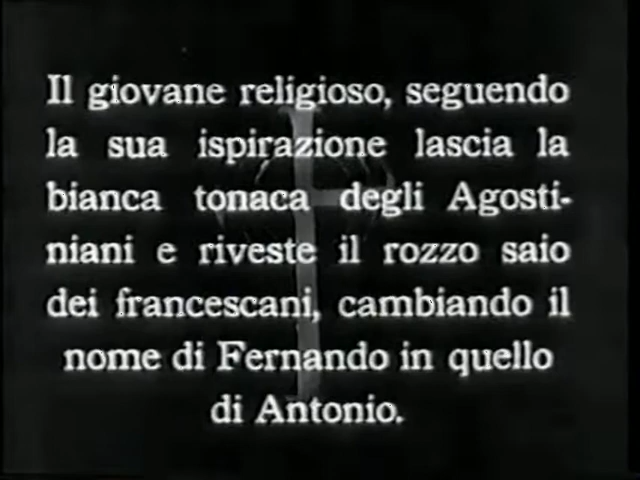 Il giovane religioso, seguendo
la sua ispirazione lascia la
bianca tonaca degli Agosti-
niani e riveste il rozzo saio
dei francescani, cambiando il
nome di Fernando in quello
di Antonio.